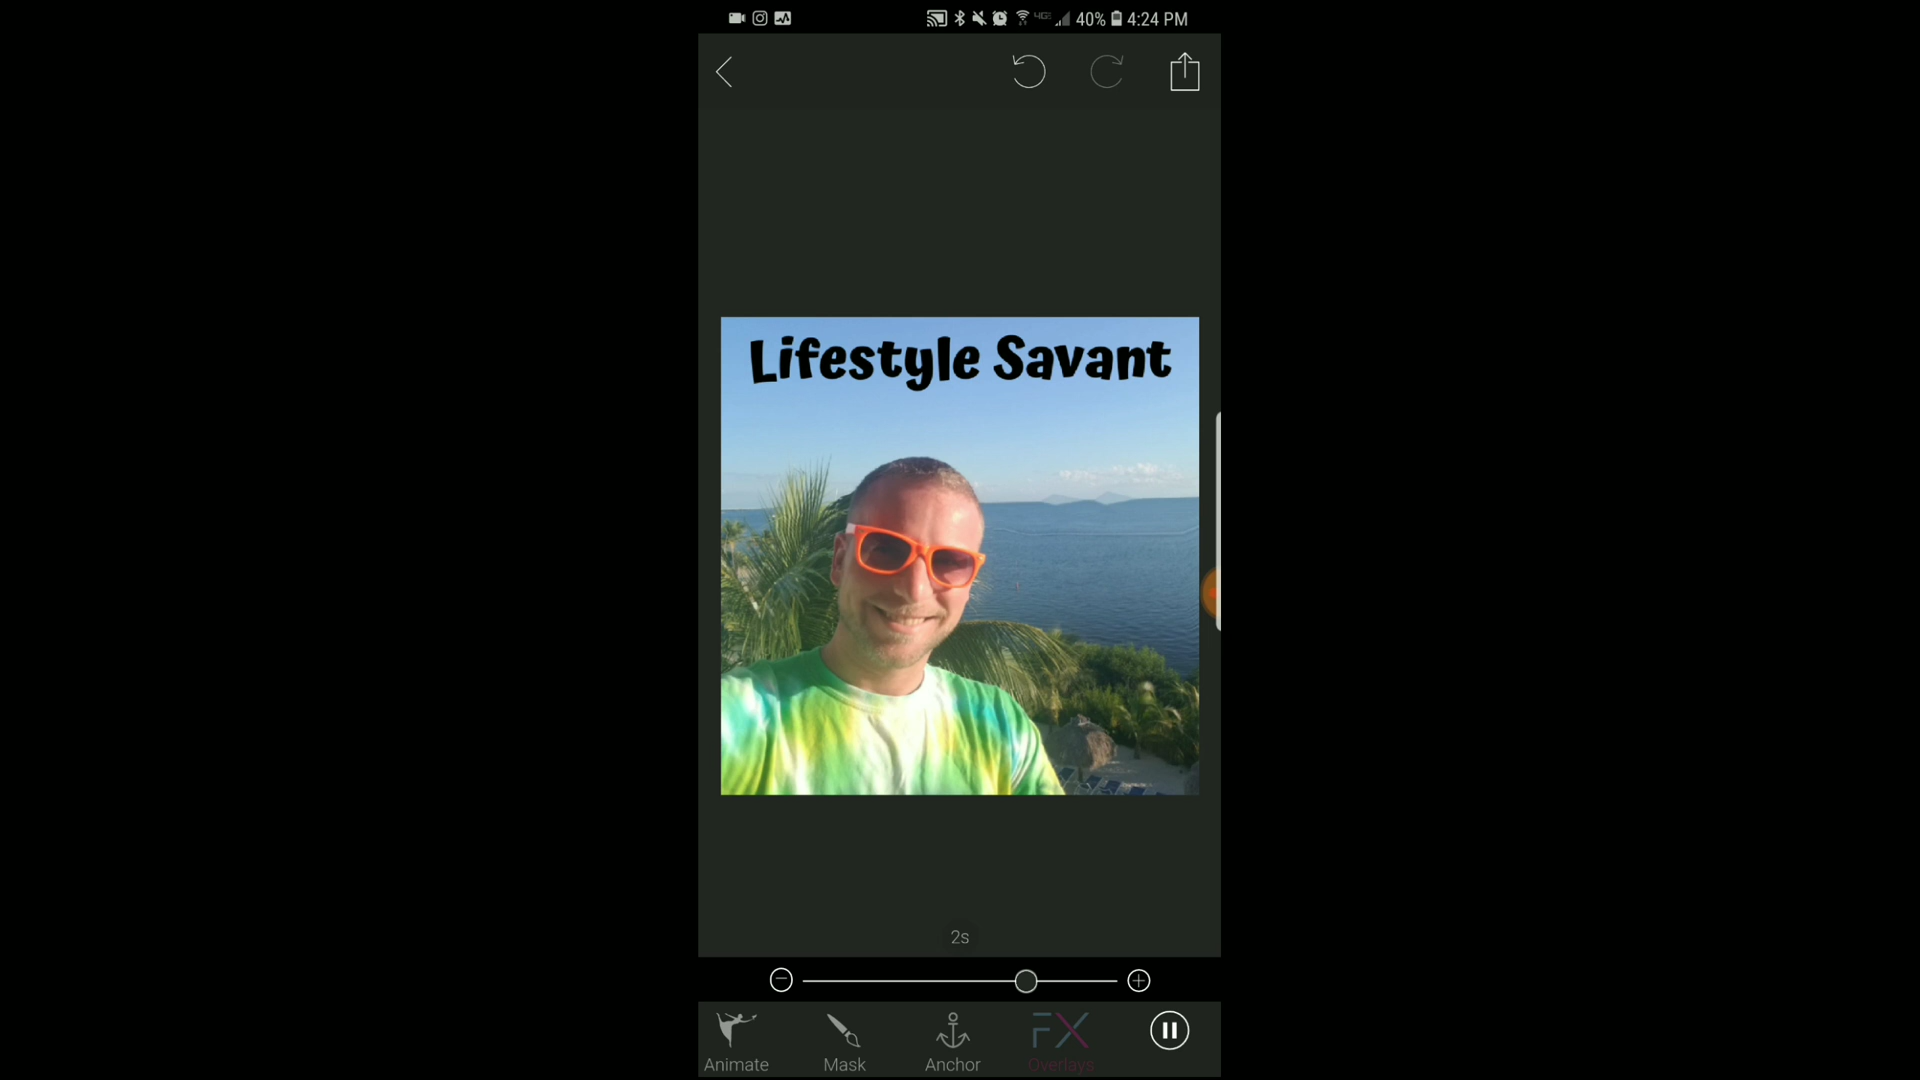 40% 4:24 PM
Lifestyle Savant
2s
FX
Animate Mask Anchor Overlays